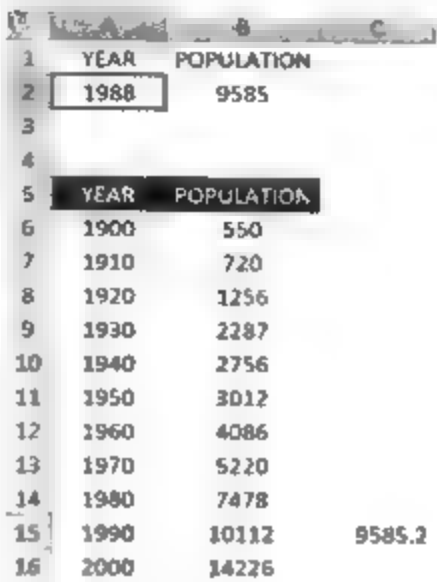 A B C
1 YEAR POPULATION
2 1988 9585
3
4
5 YEAR POPULATION
6 1900 550
7 1910 720
8 1920 1256
9 1930 2287
10 1940 2756
11 1950 3012
12 1960 4086
13 1970 5220
14 1980 7478
15 1990 10112 9585.2
16 2000 14226